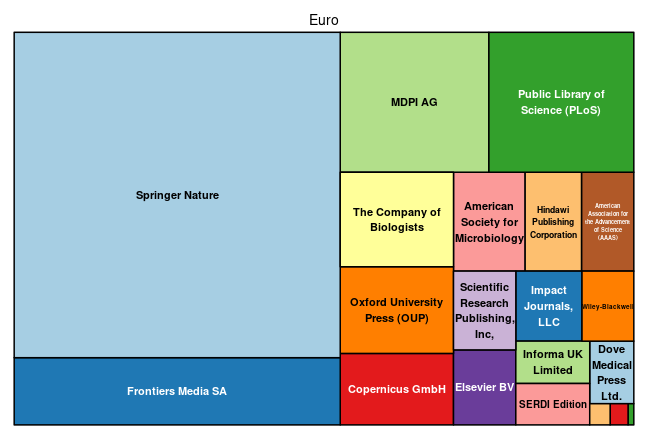 Euro
Springer Nature
Frontiers Media SA
MDPI AG
Public Library of
Science (PLoS)
The Company of
Biologists
Oxford University
Press (OUP)
Copernicus GmbH
American
Society for
Microbiology
Hindawi
Publishing
Corporation
American
Association for
the Advancement
of Science
(AAAS)
Scientific
Research
Publishing,
Inc,
Elsevier BV
Impact
Journals,
LLC
Wiley-Blackwell
Informa UK
Limited
SERDI Edition
Dove
Medical
Press
Ltd.